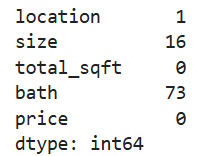 location 1
size 16
total_sqft 0
bath 73
price 0
dtype: int64